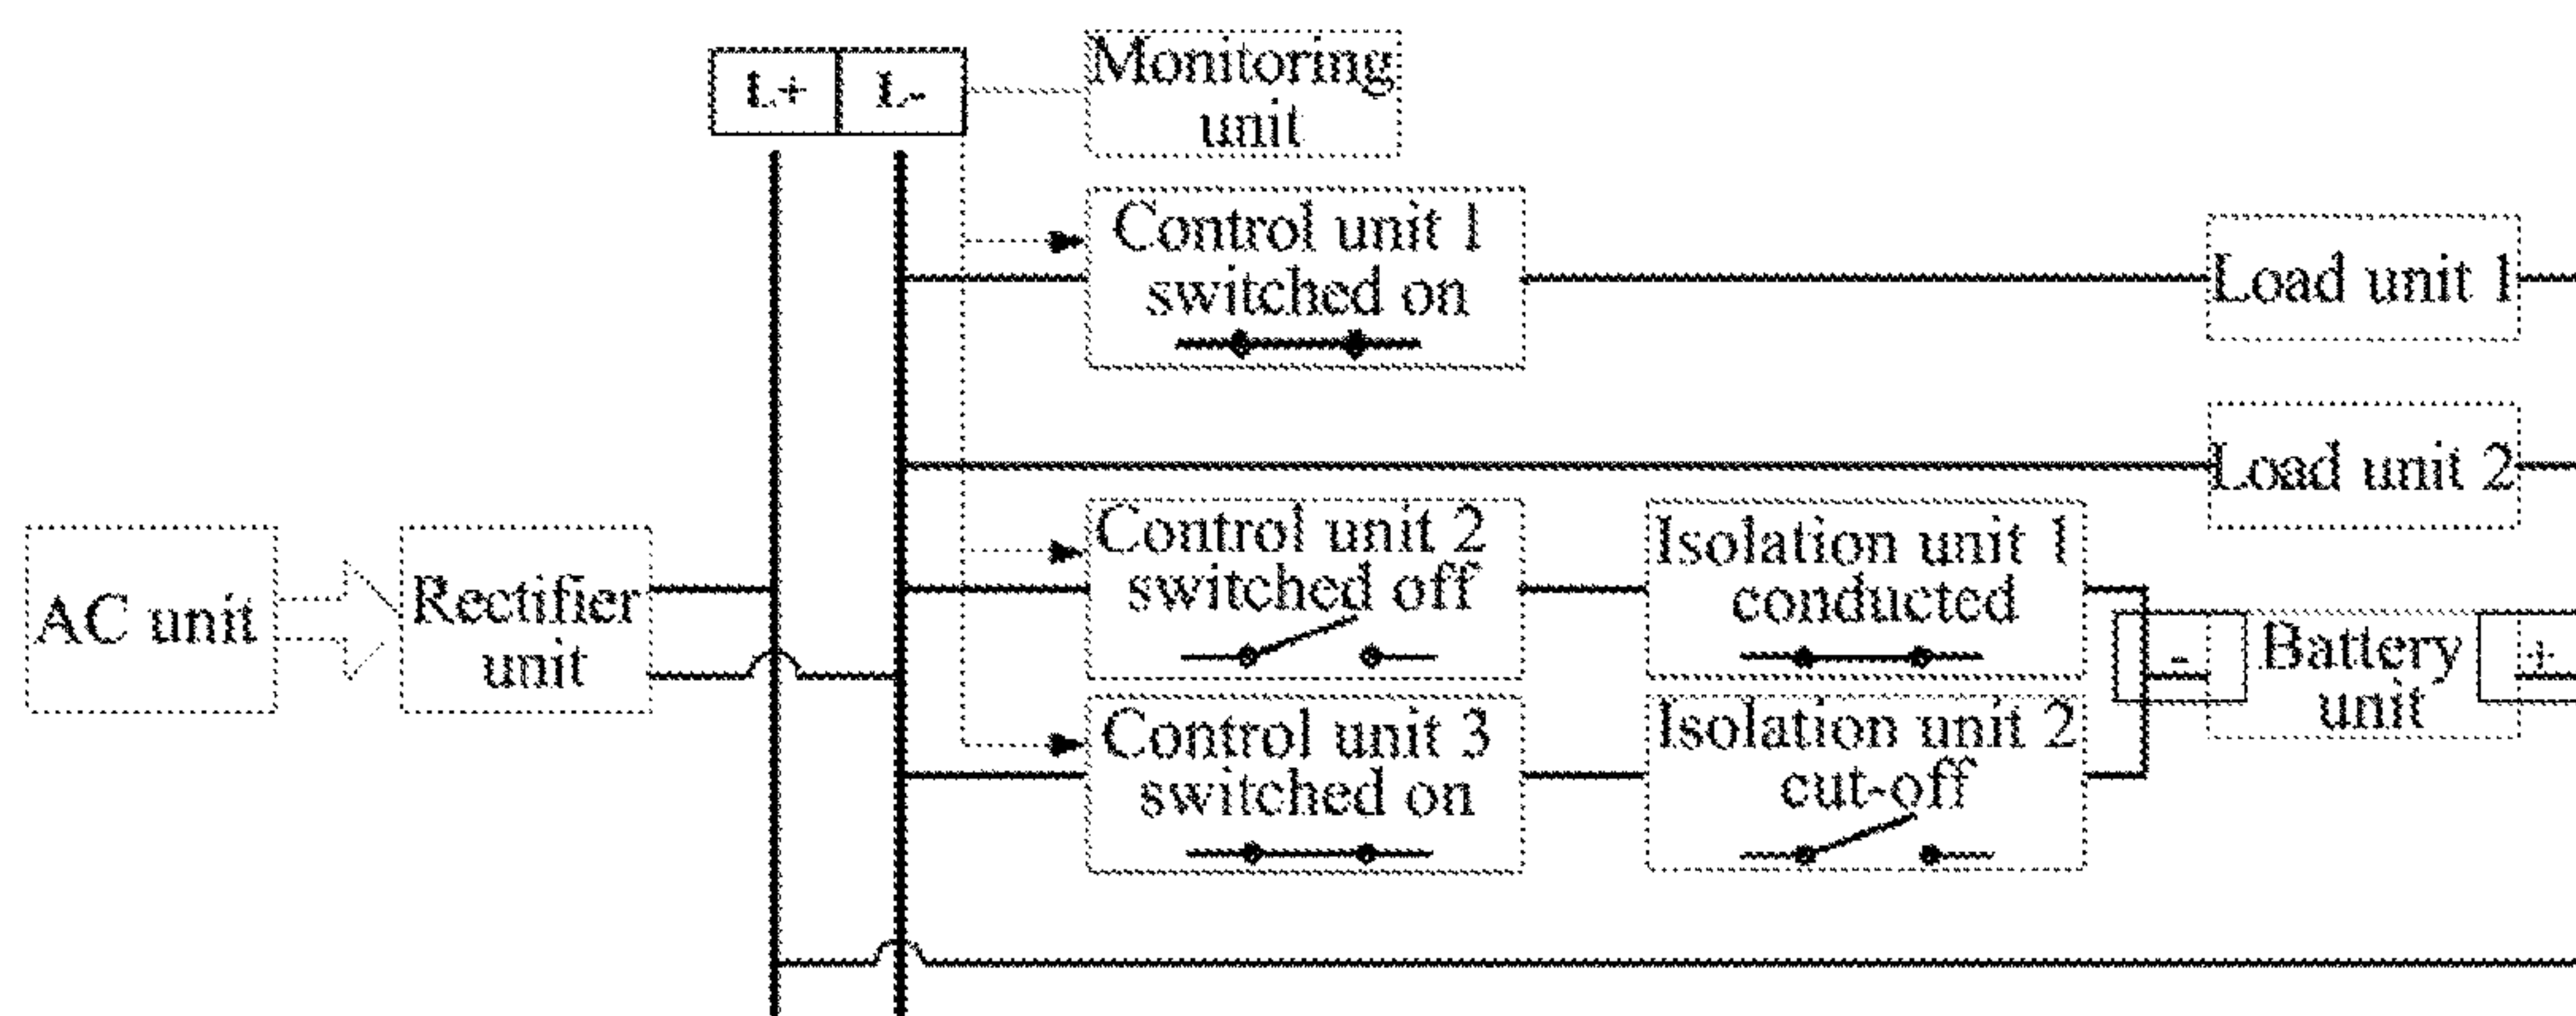 L+ L-
Monitoring
unit
Control unit 1
switched on
Load unit 1
Load unit 2
Control unit 2
switched off
Isolation unit 1
conducted
AC unit
Rectifier
unit
-
Battery
unit
+
Control unit 3
switched on
Isolation unit 2
cut-off